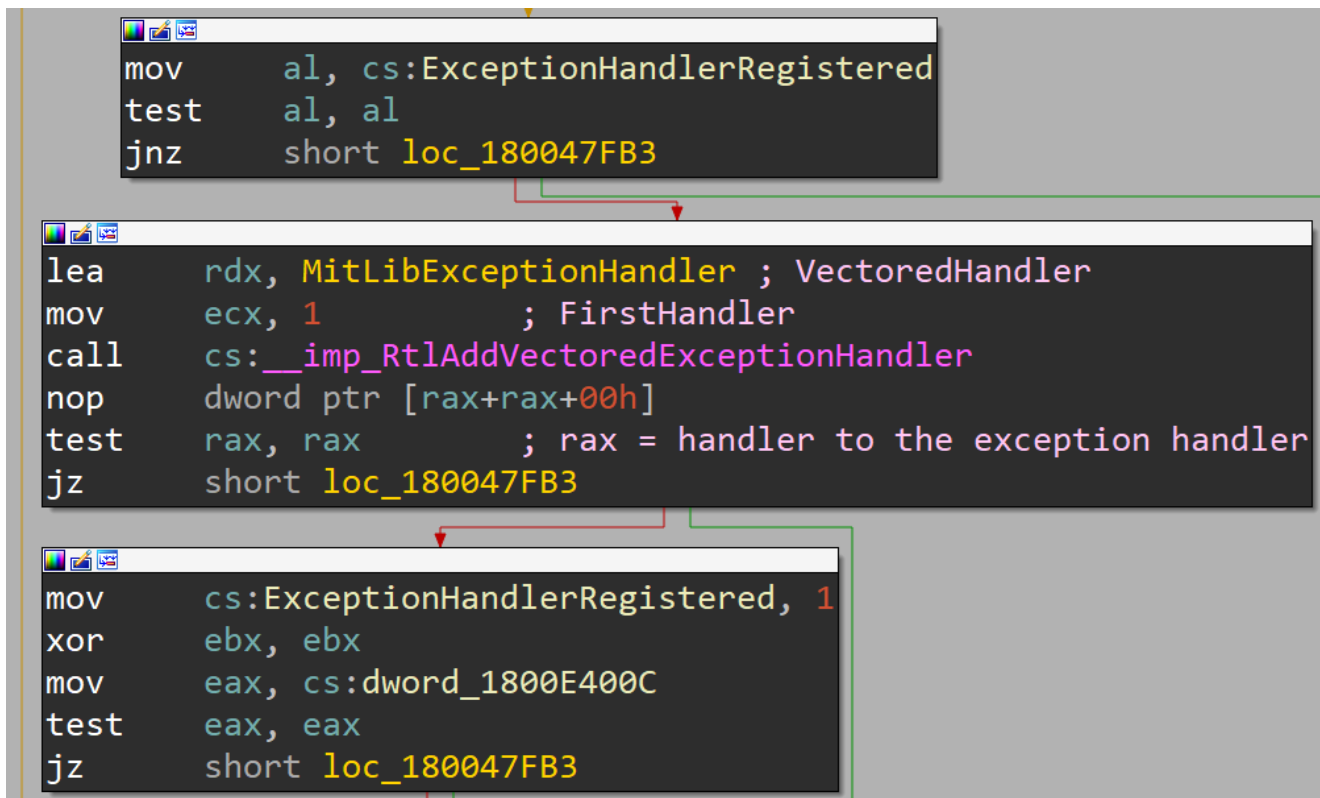 mov al, cs:ExceptionHandlerRegistered
test al, al
jnz short loc_180047FB3
lea rdx, MitLibExceptionHandler ; VectoredHandler
mov ecx, 1 ; FirstHandler
call cs:__imp_RtlAddVectoredExceptionHandler
nop dword ptr [rax+rax+00h]
test rax, rax ; rax = handler to the exception handler
jz short loc_180047FB3
mov cs:ExceptionHandlerRegistered, 1
xor ebx, ebx
mov eax, cs:dword_1800E400C
test eax, eax
jz short loc_180047FB3